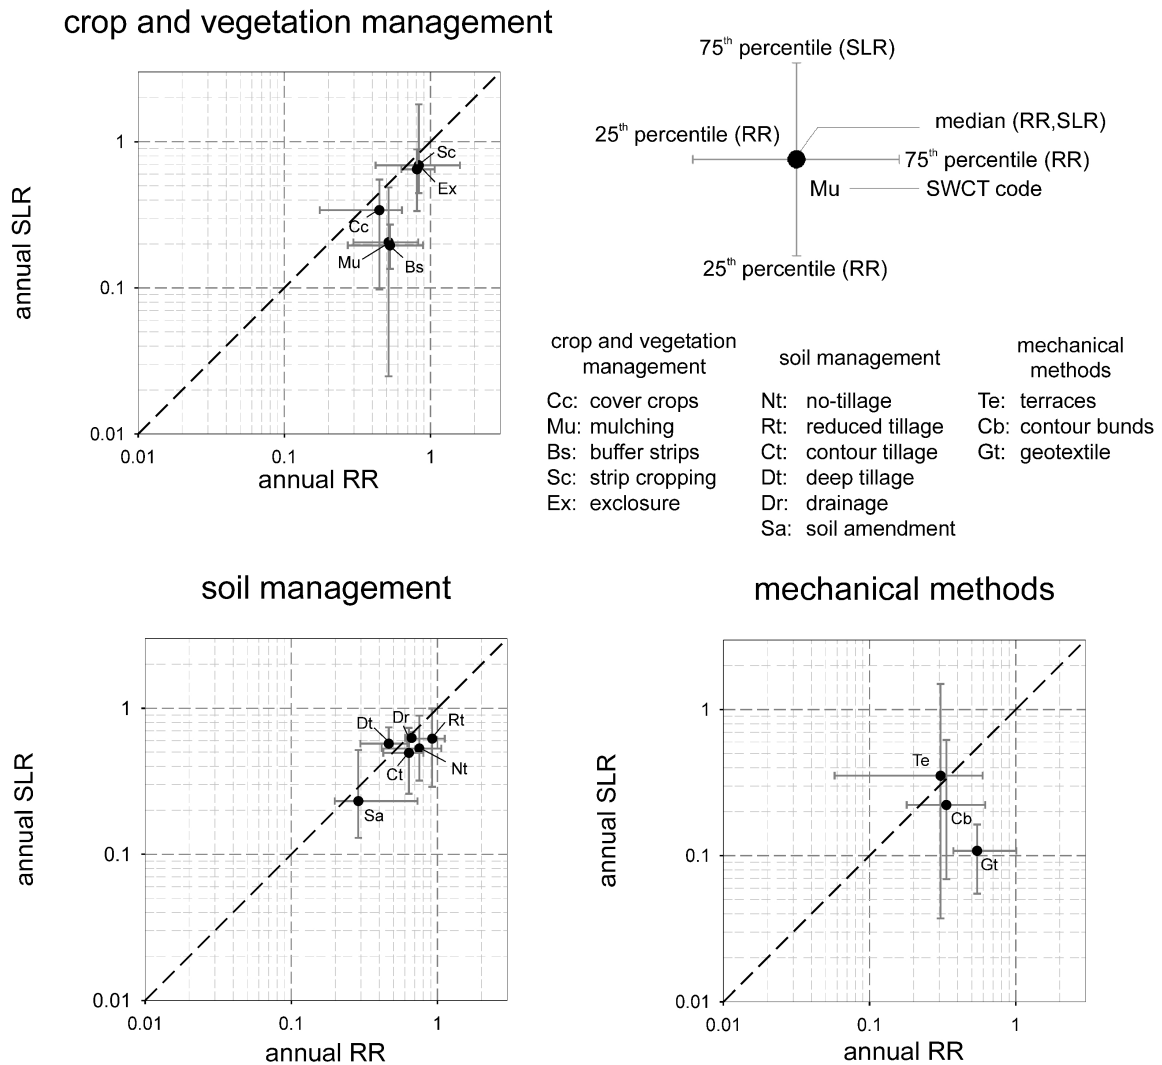 crop and vegetation management
annual SLR
1
0.1
0.01
Sc
Ex
Cc
Mu
Bs
0.01
0.1
1
annual RR
75th percentile (SLR)
25th percentile (RR)
median (RR,SLR)
75th percentile (RR)
Mu
SWCT code
25th percentile (RR)
crop and vegetation
management
Cc: cover crops
Mu: mulching
Bs: buffer strips
Sc: strip cropping
Ex: exclosure
soil management
Nt: no-tillage
Rt: reduced tillage
Ct: contour tillage
Dt: deep tillage
Dr: drainage
Sa: soil amendment
mechanical
methods
Te: terraces
Cb: contour bunds
Gt: geotextile
soil management
annual SLR
1
0.1
0.01
Dt
Dr
Rt
Ct
Nt
Sa
0.01
0.1
1
annual RR
mechanical methods
annual SLR
1
0.1
0.01
Te
Cb
Gt
0.01
0.1
1
annual RR